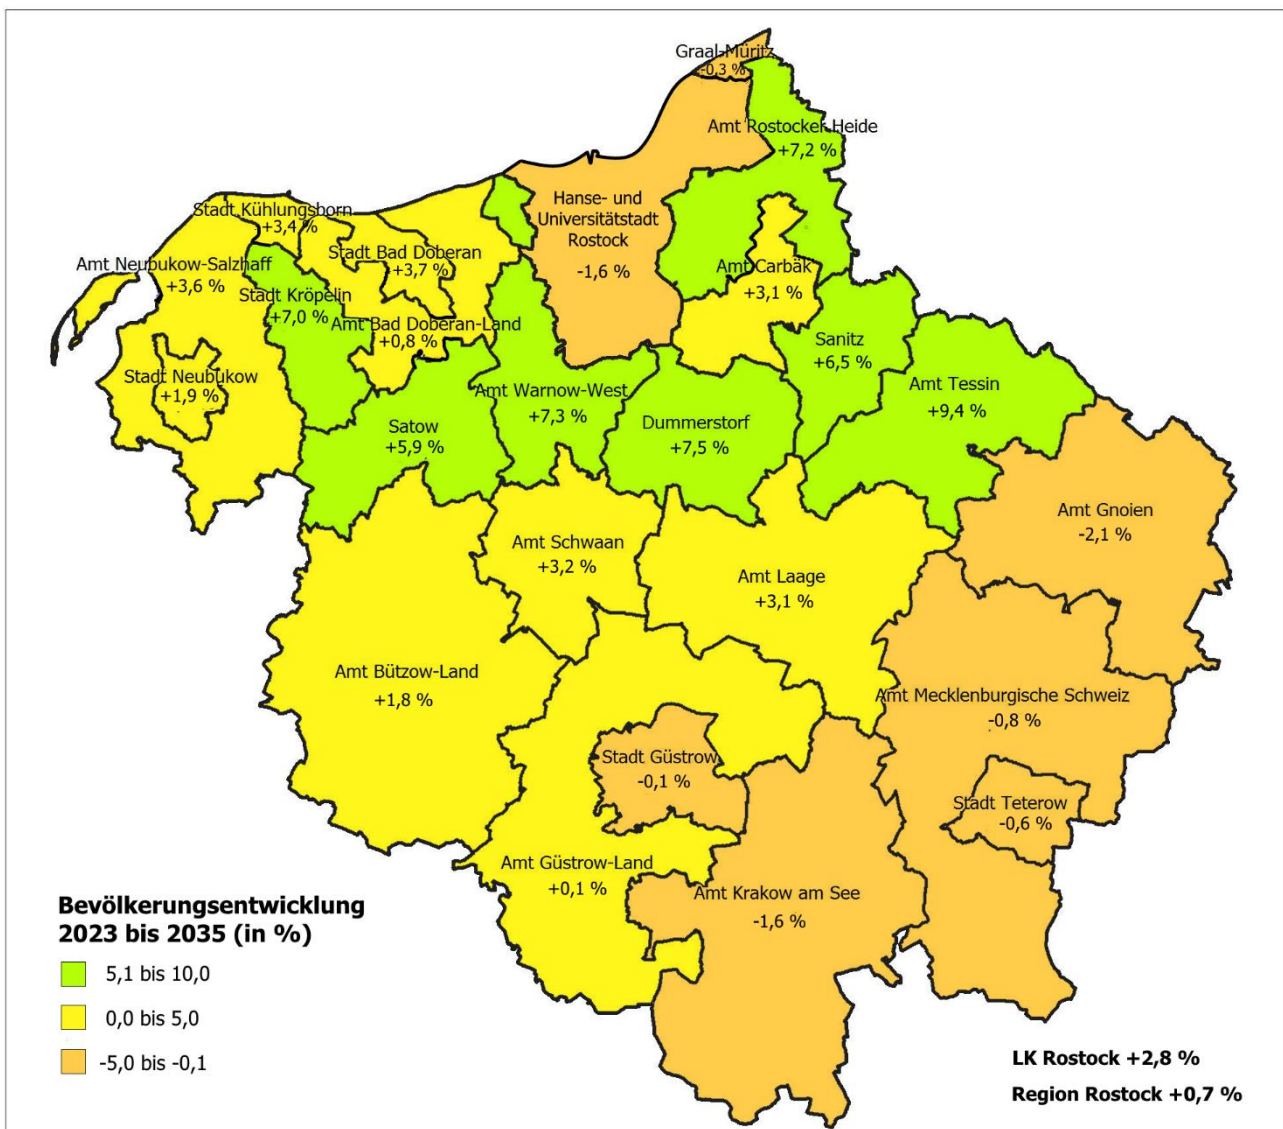 Graal-Müritz
-0,3 %
Amt Rostocker Heide
+7,2 %
Hanse- und
Universitätstadt
Rostock
-1,6 %
Stadt Kühlungsborn
+3,4 %
Stadt Bad Doberan
+3,7 %
Amt Neubukow-Salzhaff
+3,6 %
Stadt Kröpelin
+7,0 %
Amt Bad Doberan-Land
+0,8 %
Amt Carbäk
+3,1 %
Sanitz
+6,5 %
Stadt Neubukow
+1,9 %
Amt Warnow-West
+7,3 %
Amt Tessin
+9,4 %
Satow
+5,9 %
Dummerstorf
+7,5 %
Amt Gnoien
-2,1 %
Amt Schwaan
+3,2 %
Amt Laage
+3,1 %
Amt Bützow-Land
+1,8 %
Amt Mecklenburgische Schweiz
-0,8 %
Stadt Güstrow
-0,1 %
Stadt Teterow
-0,6 %
Amt Güstrow-Land
+0,1 %
Amt Krakow am See
-1,6 %
Bevölkerungsentwicklung
2023 bis 2035 (in %)
5,1 bis 10,0
0,0 bis 5,0
-5,0 bis -0,1
LK Rostock +2,8 %
Region Rostock +0,7 %